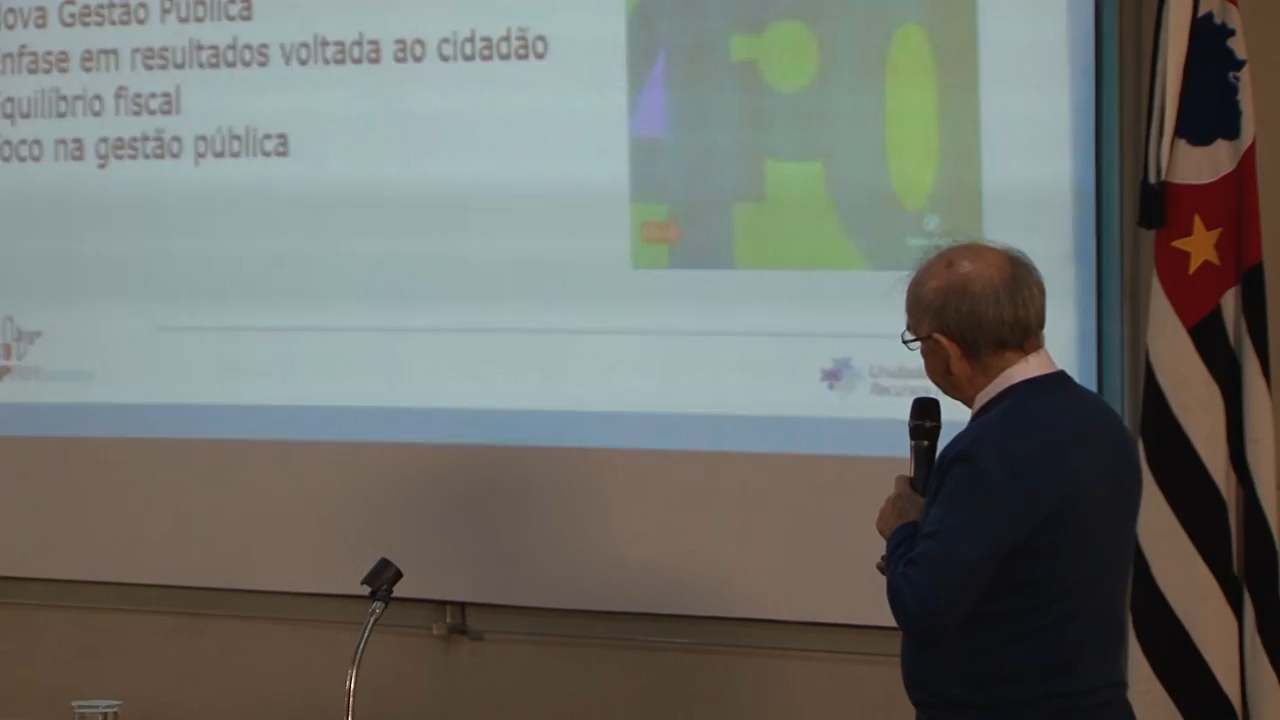 ova Gestão Pública
nfase em resultados voltada ao cidadão
quilíbrio fiscal
oco na gestão pública